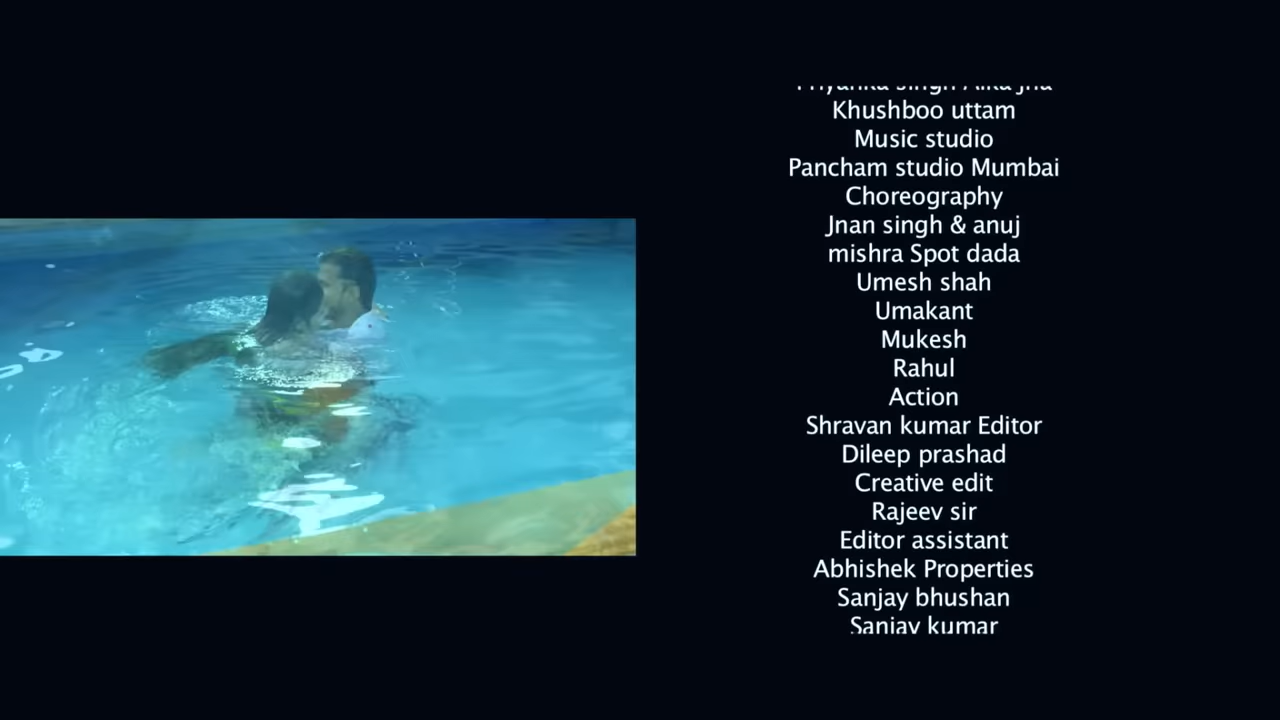 Khushboo uttam
Music studio
Pancham studio Mumbai
Choreography
Jnan singh & anuj
mishra Spot dada
Umesh shah
Umakant
Mukesh
Rahul
Action
Shravan kumar Editor
Dileep prashad
Creative edit
Rajeev sir
Editor assistant
Abhishek Properties
Sanjay bhushan
Sanjay kumar